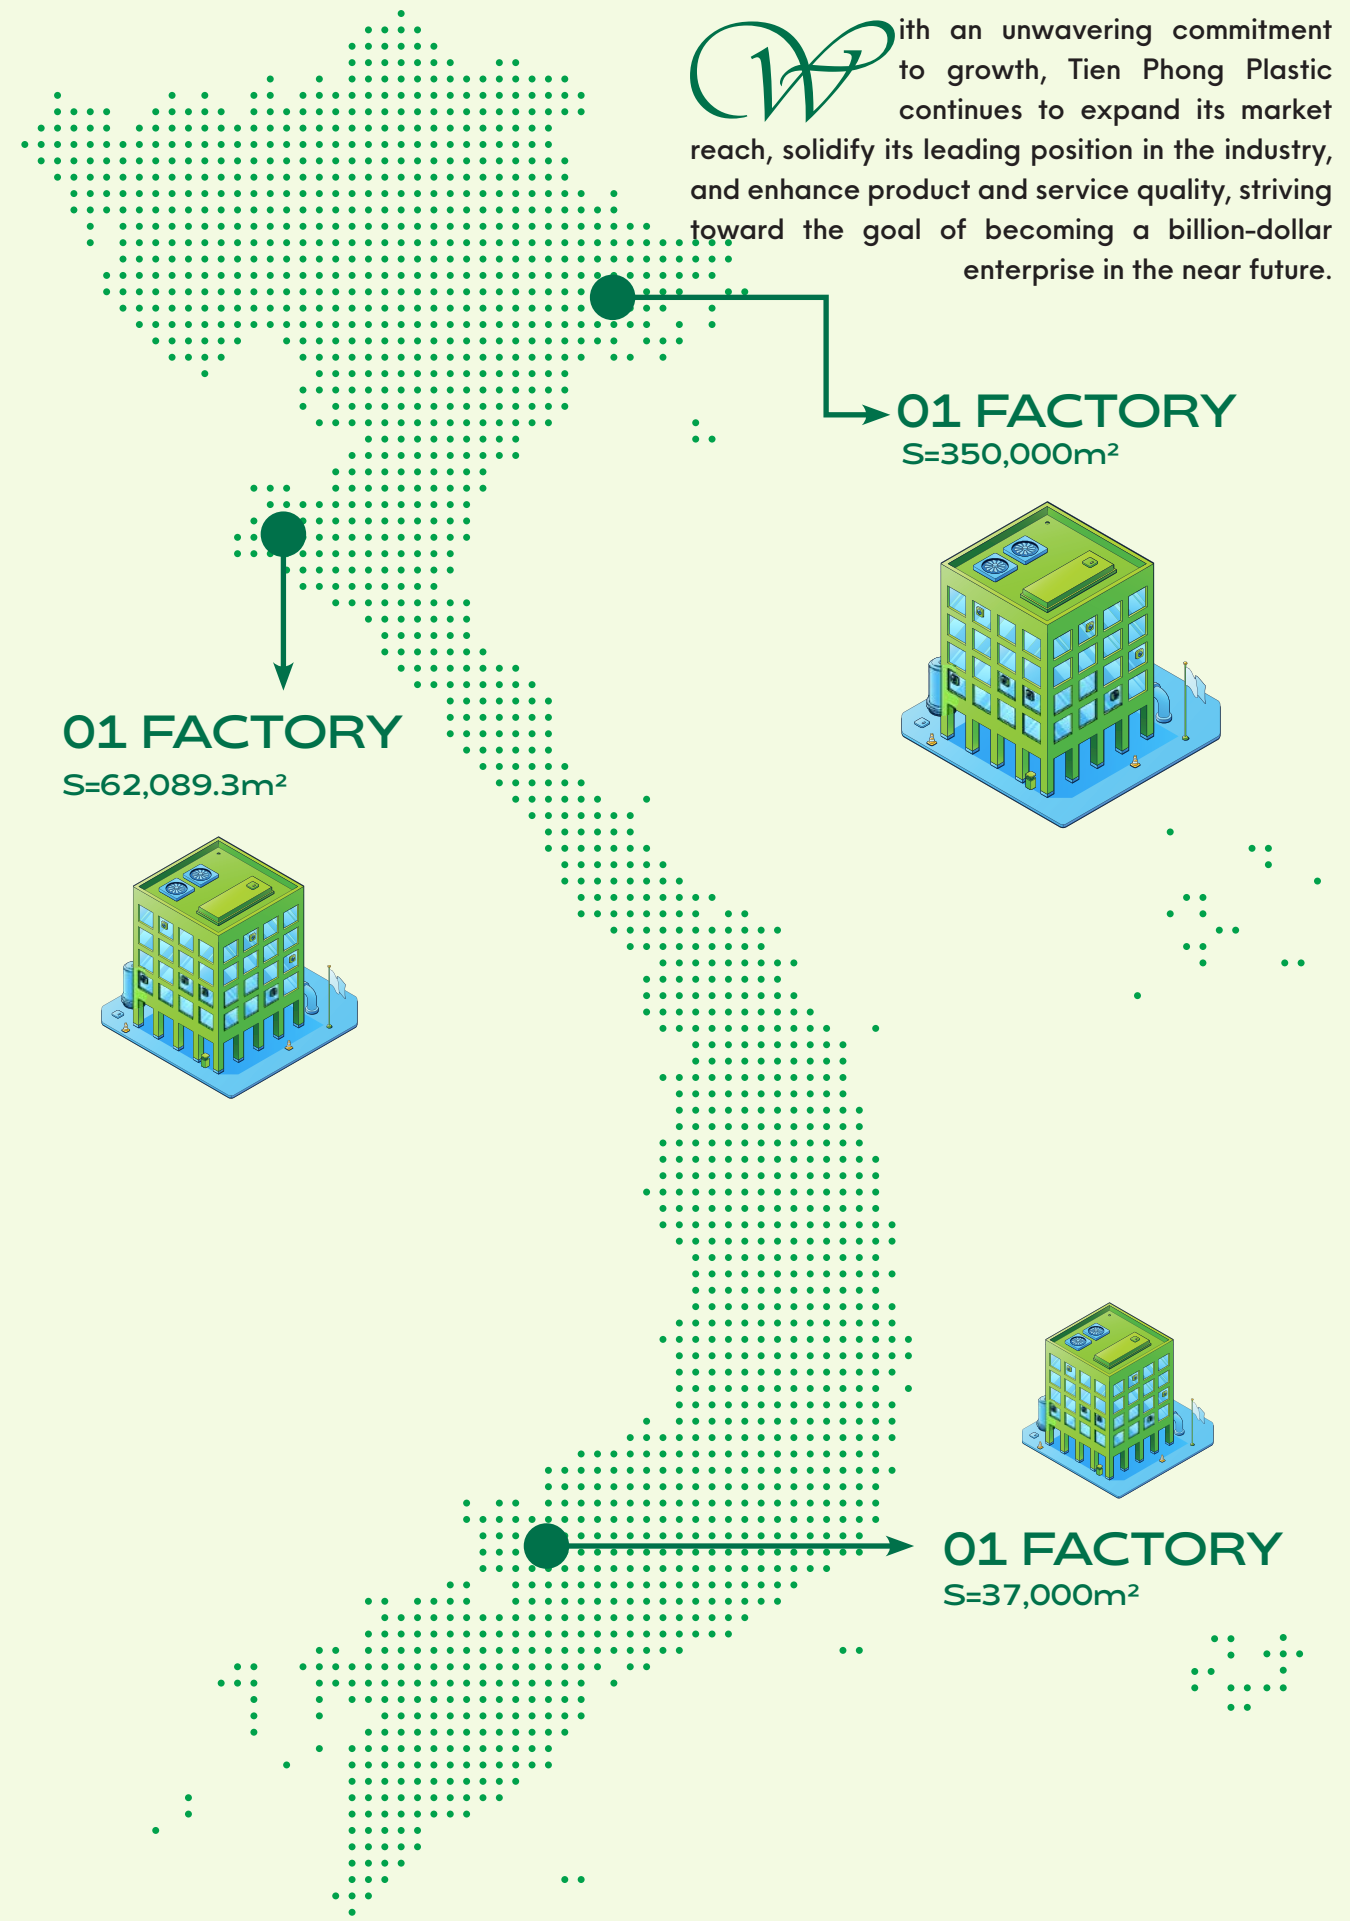 With an unwavering commitment
to growth, Tien Phong Plastic
continues to expand its market
reach, solidify its leading position in the industry,
and enhance product and service quality, striving
toward the goal of becoming a billion-dollar
enterprise in the near future.
01 FACTORY
S=350,000m²
01 FACTORY
S=62,089.3m²
01 FACTORY
S=37,000m²